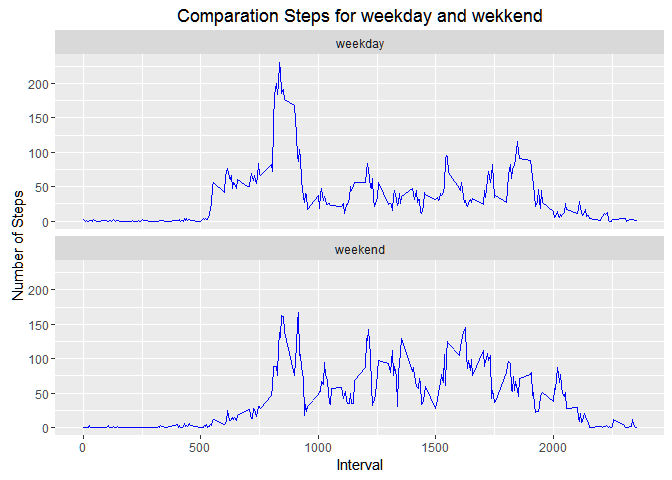 Comparation Steps for weekday and wekkend
weekday
200
150
100
50
0
Number of Steps
weekend
200
150
100
50
0
0 500 1000 1500 2000
Interval